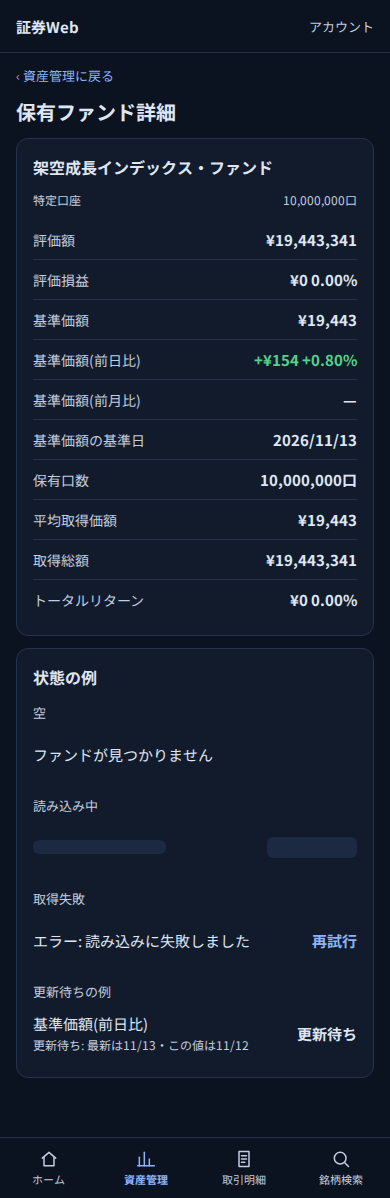 証券Web アカウント
‹ 資産管理に戻る
保有ファンド詳細
架空成長インデックス・ファンド
特定口座 10,000,000口
評価額 ¥19,443,341
評価損益 ¥0 0.00%
基準価額 ¥19,443
基準価額(前日比) +¥154 +0.80%
基準価額(前月比) —
基準価額の基準日 2026/11/13
保有口数 10,000,000口
平均取得価額 ¥19,443
取得総額 ¥19,443,341
トータルリターン ¥0 0.00%
状態の例
空
ファンドが見つかりません
読み込み中
取得失敗
エラー: 読み込みに失敗しました 再試行
更新待ちの例
基準価額(前日比) 更新待ち
更新待ち: 最新は11/13・この値は11/12
ホーム 資産管理 取引明細 銘柄検索